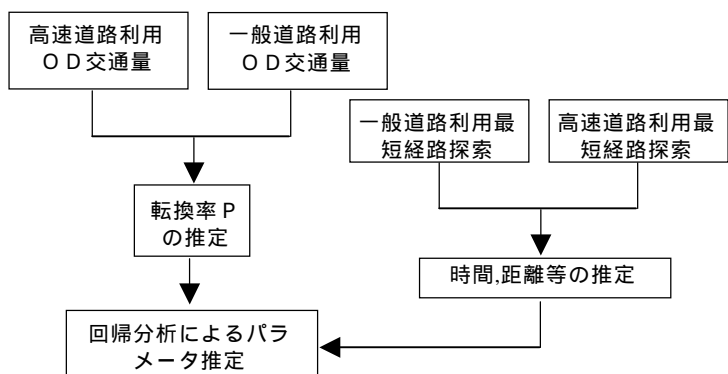 高速道路利用
ＯＤ交通量
一般道路利用
ＯＤ交通量
一般道路利用最
短経路探索
高速道路利用最
短経路探索
転換率Ｐ
の推定
時間,距離等の推定
回帰分析によるパラ
メータ推定